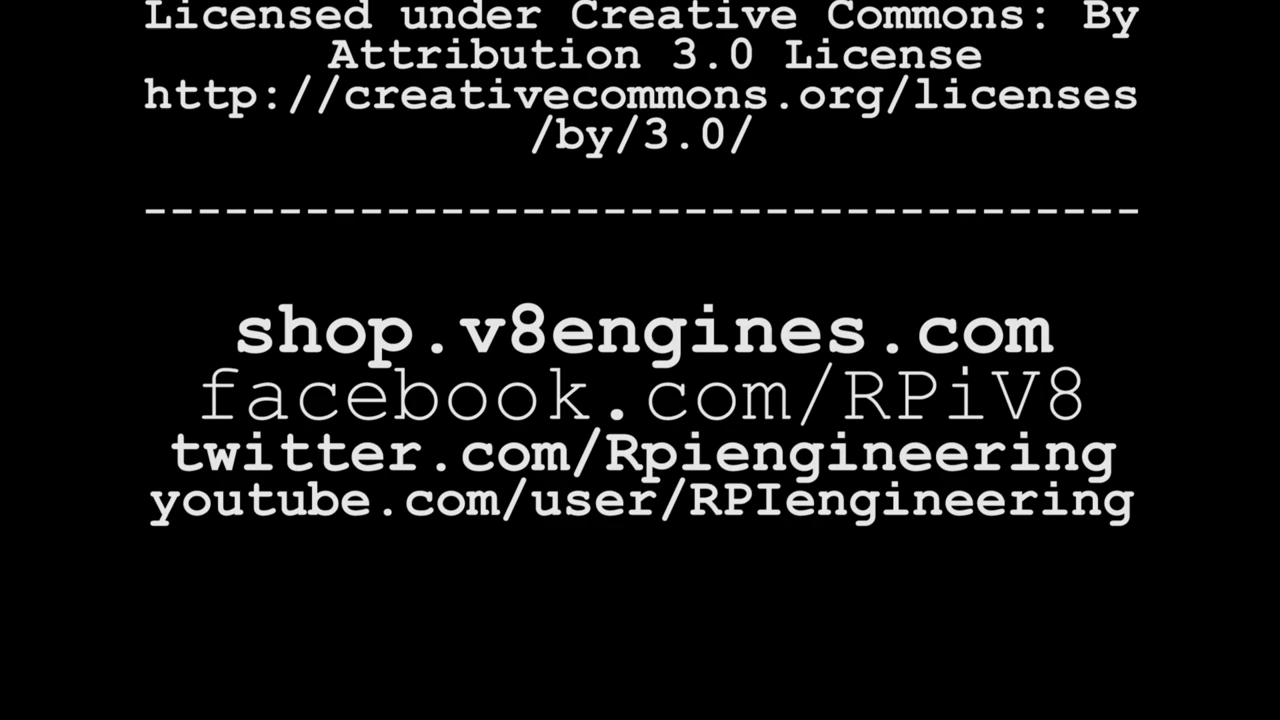 Licensed under Creative Commons: By
Attribution 3.0 License
http://creativecommons.org/licenses
/by/3.0/
-------------------------------------
shop.v8engines.com
facebook.com/RPiV8
twitter.com/Rpiengineering
youtube.com/user/RPIengineering